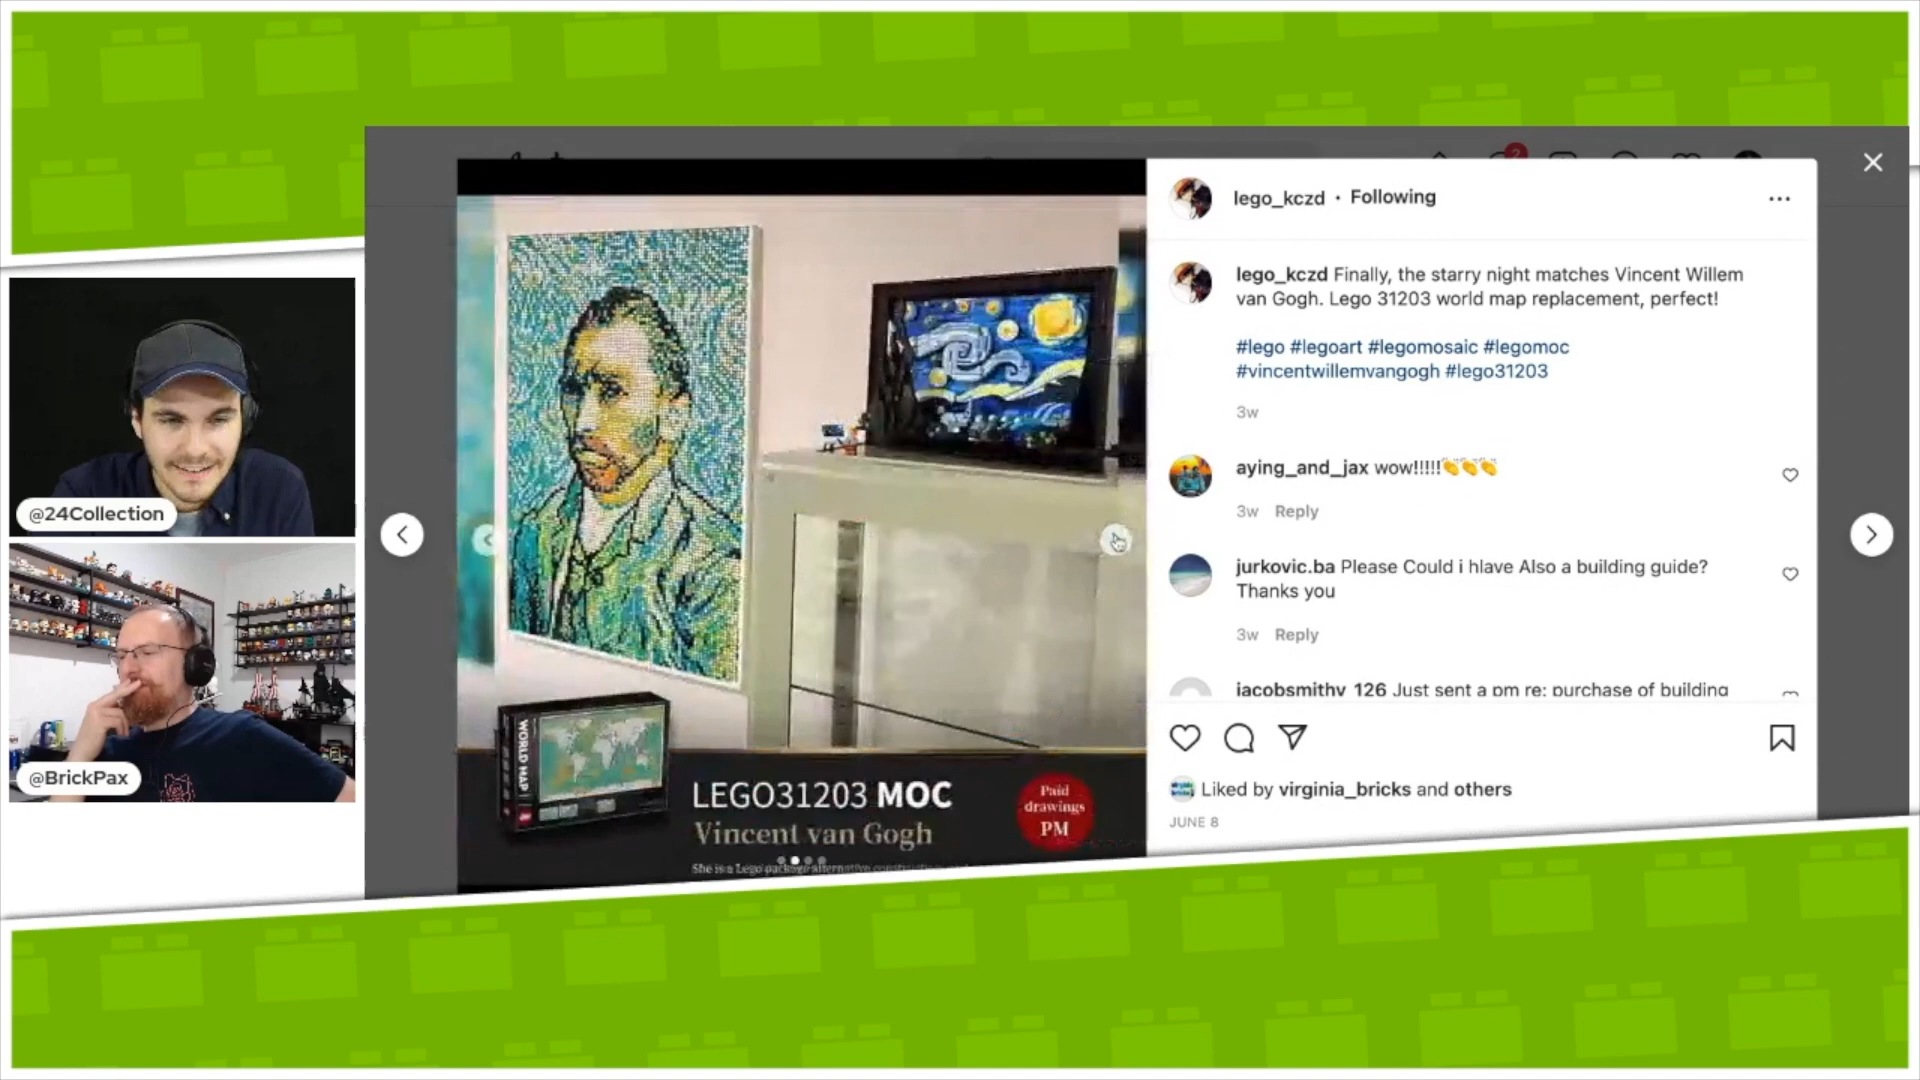 2
lego_kczd • Following
lego_kczd Finally, the starry night matches Vincent Willem
van Gogh. Lego 31203 world map replacement, perfect!
#lego #legoart #legomosaic #legomoc
#vincentwillemvangogh #lego31203
3w
aying_and_jax wow!!!!!👏👏👏
3w Reply
jurkovic.ba Please Could i hlave Also a building guide?
Thanks you
3w Reply
jacobsmithy_126 Just sent a pm re: purchase of building
Liked by virginia_bricks and others
JUNE 8
@24Collection
@BrickPax
WORLD MAP
LEGO31203 MOC
Vincent van Gogh
She is a Lego package alternative
Paid
drawings
PM